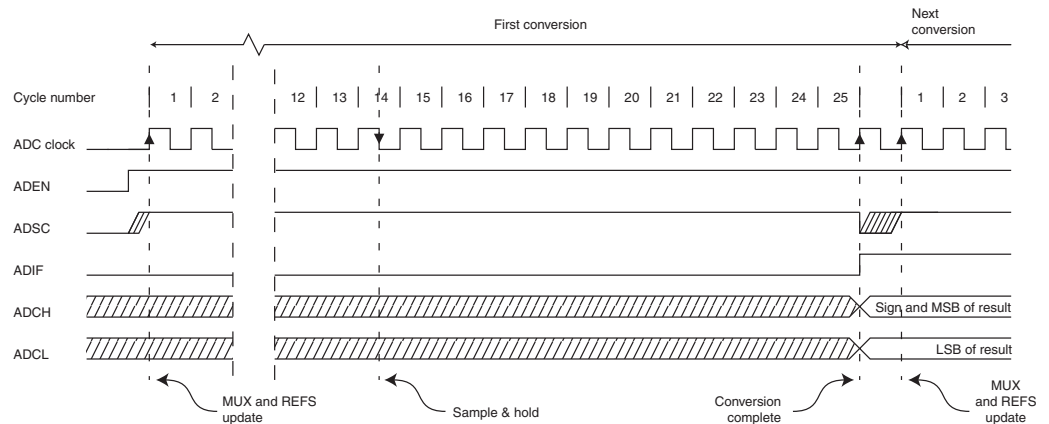 First conversion
Next
conversion
Cycle number 1 2 12 13 14 15 16 17 18 19 20 21 22 23 24 25 1 2 3
ADC clock
ADEN
ADSC
ADIF
ADCH Sign and MSB of result
ADCL LSB of result
MUX and REFS
update
Sample & hold
Conversion
complete
MUX
and REFS
update